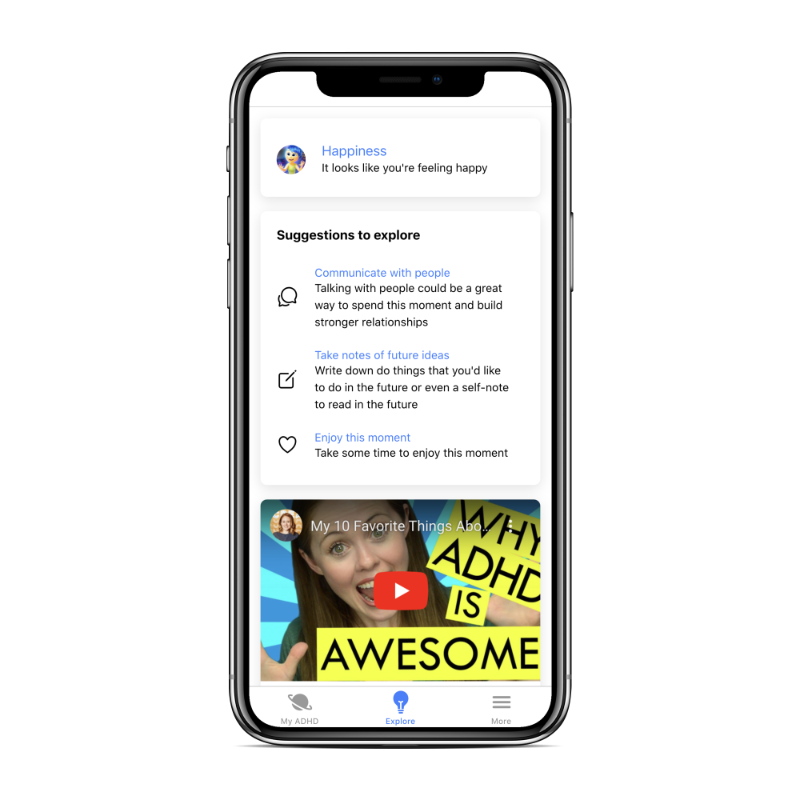 Happiness
It looks like you're feeling happy
Suggestions to explore
Communicate with people
Talking with people could be a great
way to spend this moment and build
stronger relationships
Take notes of future ideas
Write down do things that you'd like
to do in the future or even a self-note
to read in the future
Enjoy this moment
Take some time to enjoy this moment
My 10 Favorite Things Abo...
WHY
ADHD
IS
AWESOME
My ADHD
Explore
More